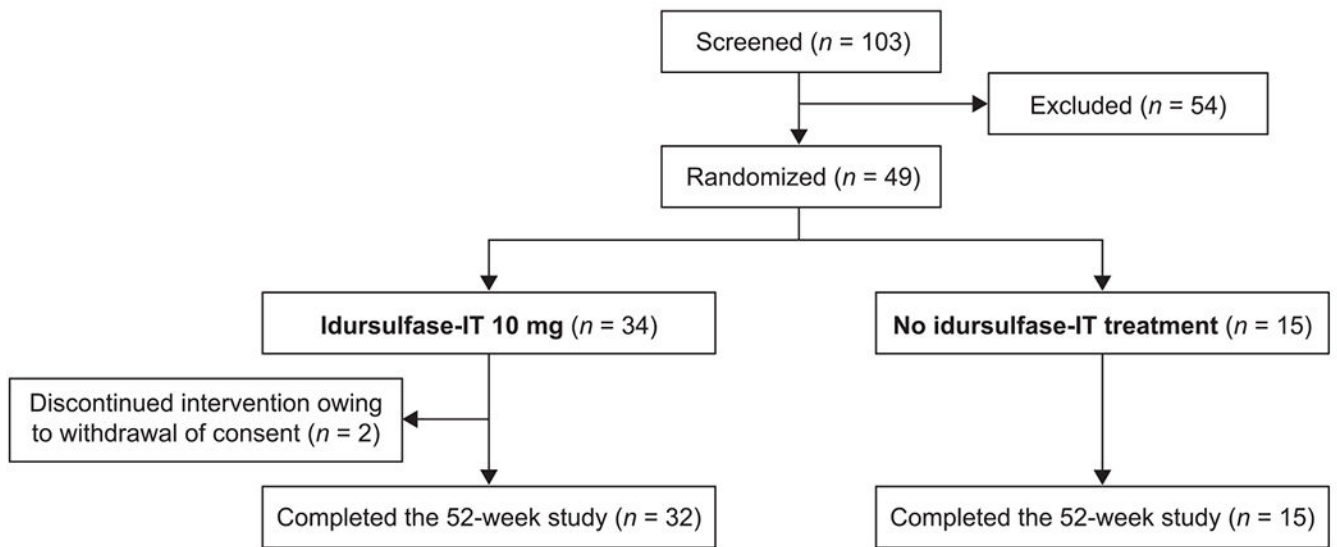 Screened (n = 103)
Excluded (n = 54)
Randomized (n = 49)
Idursulfase-IT 10 mg (n = 34)
No idursulfase-IT treatment (n = 15)
Discontinued intervention owing
to withdrawal of consent (n = 2)
Completed the 52-week study (n = 32)
Completed the 52-week study (n = 15)